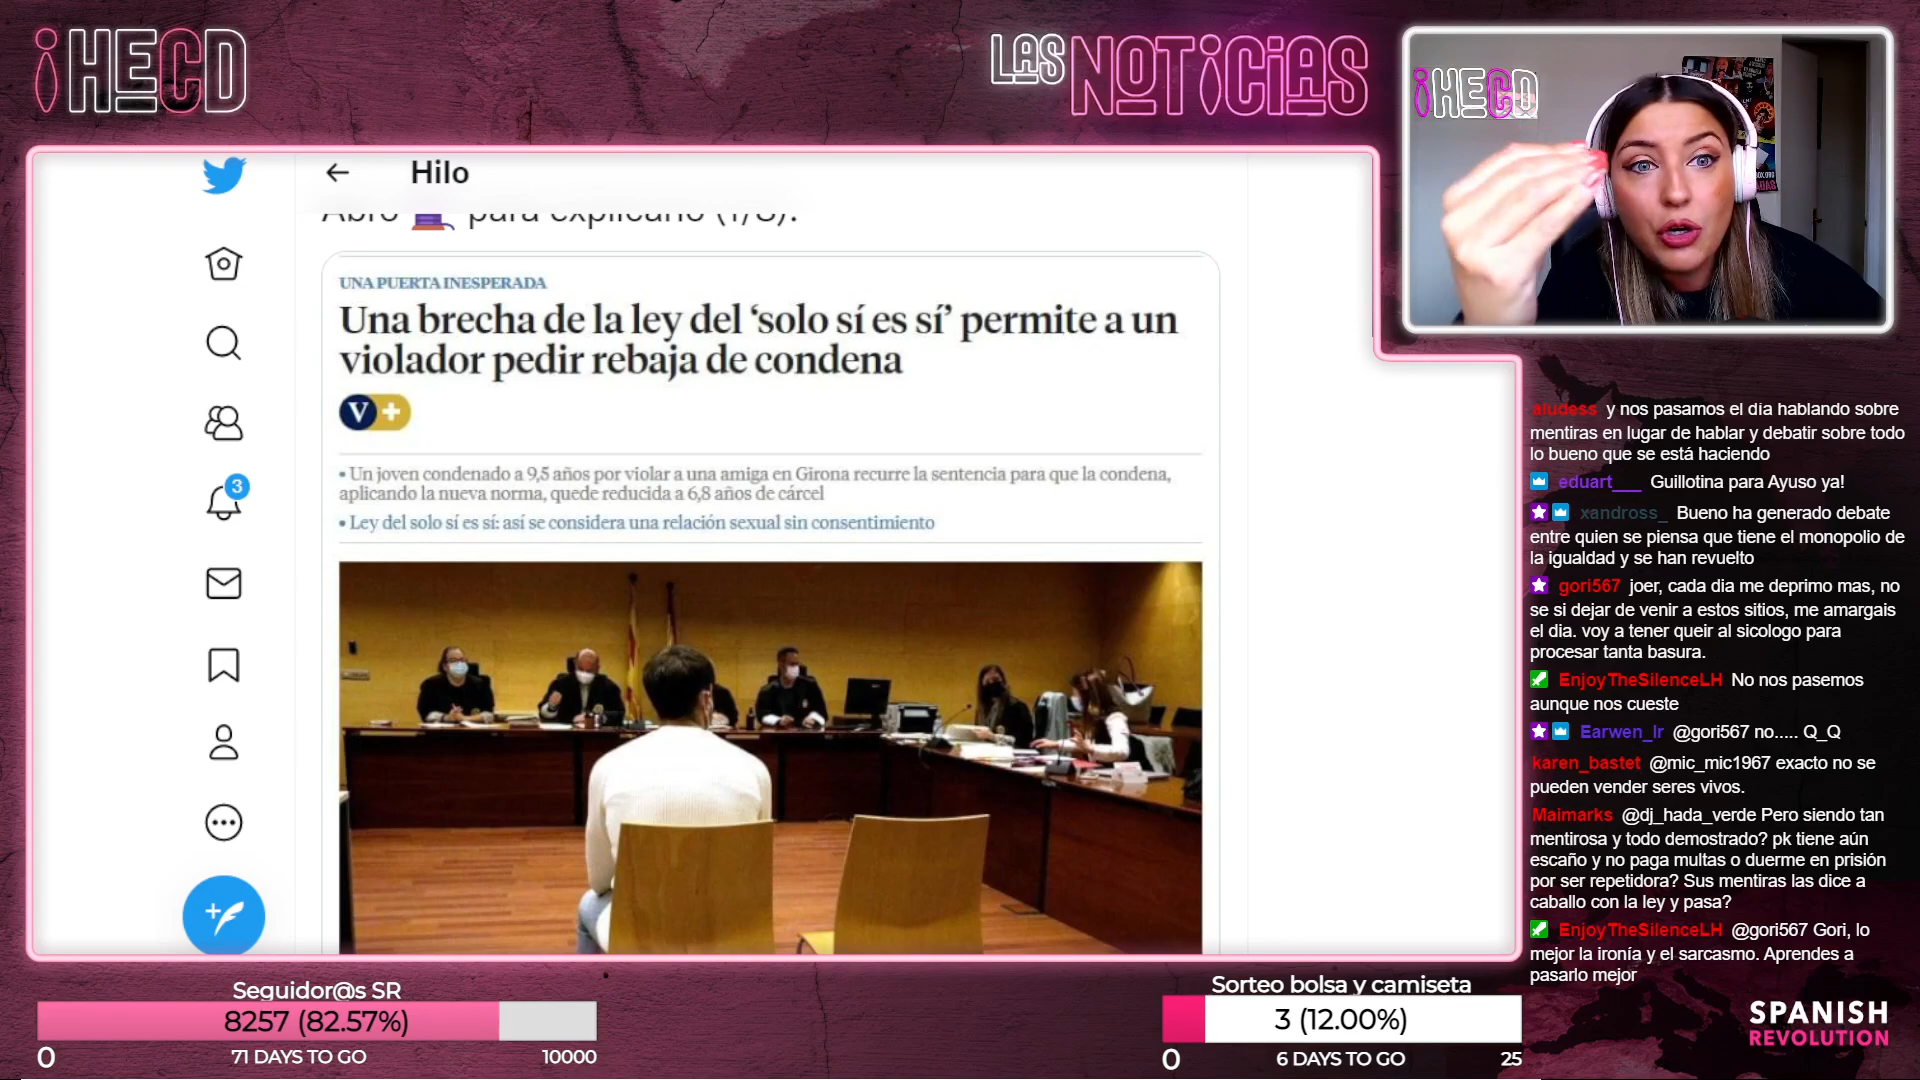 ¡HECD
LAS NOTICIAS
¡HECD
Hilo
Abro para explicarlo (1/8):
UNA PUERTA INESPERADA
Una brecha de la ley del ‘solo sí es sí’ permite a un
violador pedir rebaja de condena
V+
• Un joven condenado a 9,5 años por violar a una amiga en Girona recurre la sentencia para que la condena,
aplicando la nueva norma, quede reducida a 6,8 años de cárcel
• Ley del solo sí es sí: así se considera una relación sexual sin consentimiento
3
aludess y nos pasamos el día hablando sobre
mentiras en lugar de hablar y debatir sobre todo
lo bueno que se está haciendo
eduart___ Guillotina para Ayuso ya!
xandross_ Bueno ha generado debate
entre quien se piensa que tiene el monopolio de
la igualdad y se han revuelto
gori567 joer, cada dia me deprimo mas, no
se si dejar de venir a estos sitios, me amargais
el dia. voy a tener queir al sicologo para
procesar tanta basura.
EnjoyTheSilenceLH No nos pasemos
aunque nos cueste
Earwen_Ir @gori567 no..... Q_Q
karen_bastet @mic_mic1967 exacto no se
pueden vender seres vivos.
Maimarks @dj_hada_verde Pero siendo tan
mentirosa y todo demostrado? pk tiene aún
escaño y no paga multas o duerme en prisión
por ser repetidora? Sus mentiras las dice a
caballo con la ley y pasa?
EnjoyTheSilenceLH @gori567 Gori, lo
mejor la ironía y el sarcasmo. Aprendes a
pasarlo mejor
Seguidor@s SR
8257 (82.57%)
0 71 DAYS TO GO 10000
Sorteo bolsa y camiseta
3 (12.00%)
0 6 DAYS TO GO 25
SPANISH
REVOLUTION